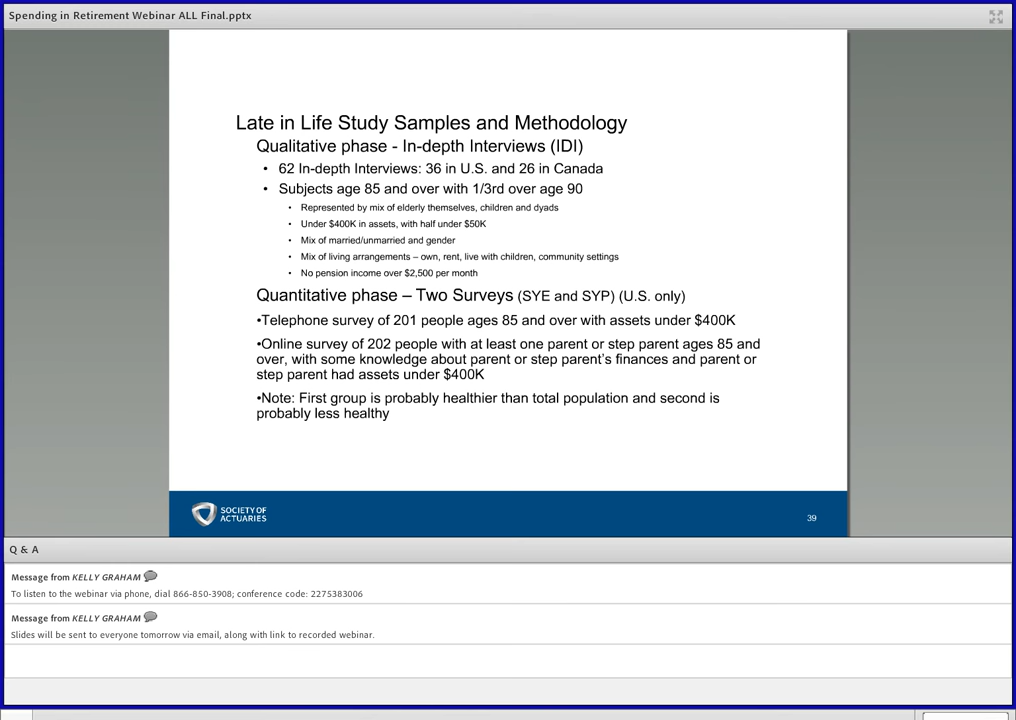 Spending in Retirement Webinar ALL Final.pptx
Late in Life Study Samples and Methodology
Qualitative phase - In-depth Interviews (IDI)
• 62 In-depth Interviews: 36 in U.S. and 26 in Canada
• Subjects age 85 and over with 1/3rd over age 90
• Represented by mix of elderly themselves, children and dyads
• Under $400K in assets, with half under $50K
• Mix of married/unmarried and gender
• Mix of living arrangements – own, rent, live with children, community settings
• No pension income over $2,500 per month
Quantitative phase – Two Surveys (SYE and SYP) (U.S. only)
•Telephone survey of 201 people ages 85 and over with assets under $400K
•Online survey of 202 people with at least one parent or step parent ages 85 and
over, with some knowledge about parent or step parent’s finances and parent or
step parent had assets under $400K
•Note: First group is probably healthier than total population and second is
probably less healthy
SOCIETY OF
ACTUARIES
39
Q & A
Message from KELLY GRAHAM
To listen to the webinar via phone, dial 866-850-3908; conference code: 2275383006
Message from KELLY GRAHAM
Slides will be sent to everyone tomorrow via email, along with link to recorded webinar.